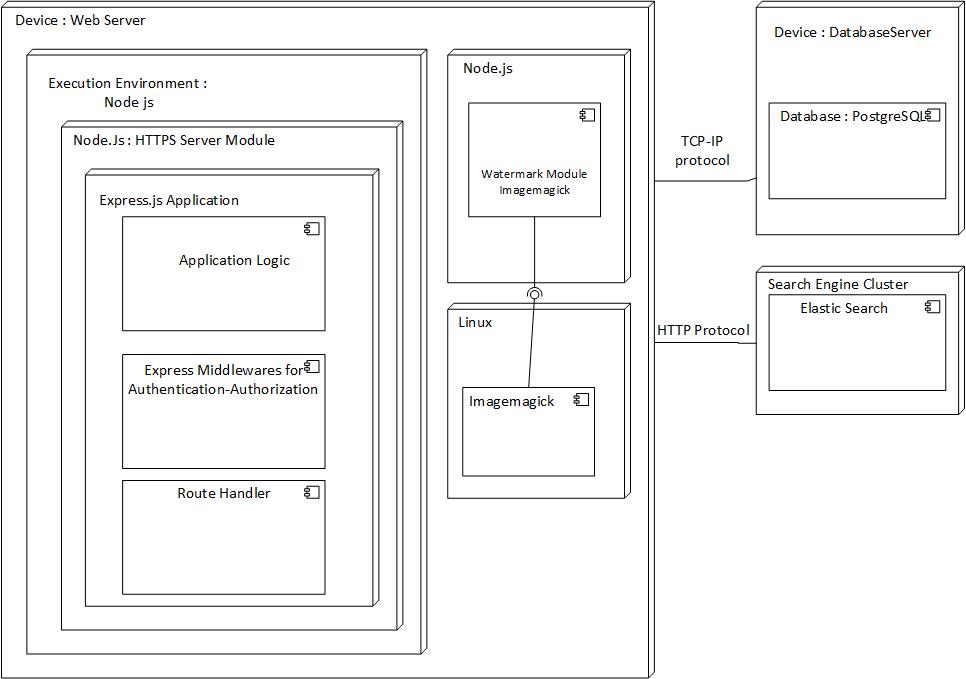 Device : Web Server
Execution Environment :
Node js
Node.Js : HTTPS Server Module
Express.js Application
Application Logic
Express Middlewares for
Authentication-Authorization
Route Handler
Node.js
Watermark Module
Imagemagick
Linux
Imagemagick
TCP-IP
protocol
HTTP Protocol
Device : DatabaseServer
Database : PostgreSQL
Search Engine Cluster
Elastic Search